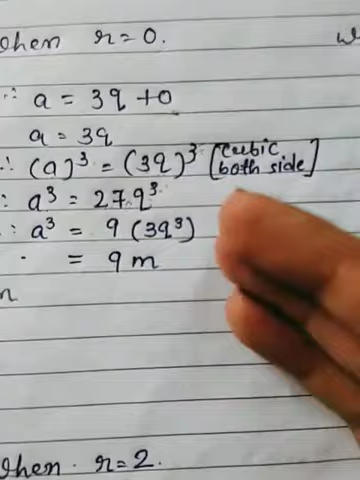 when r=0.
∴ a = 3q+0
a = 3q
∴ (a)³ = (3q)³ [cubic both side]
∴ a³ = 27q³
∴ a³ = 9 (3q³)
= 9m
when r=2.